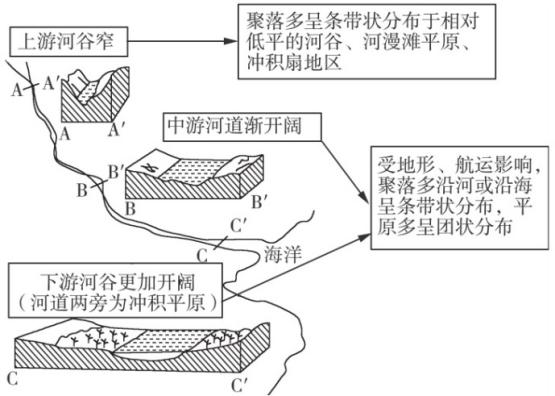 上游河谷窄
聚落多呈条带状分布于相对
低平的河谷、河漫滩平原、
冲积扇地区
A A′
A
A′
中游河道渐开阔
B′
B
B
B′
受地形、航运影响，
聚落多沿河或沿海
呈条带状分布，平
原多呈团状分布
C′
C
海洋
下游河谷更加开阔
（河道两旁为冲积平原）
C
C′